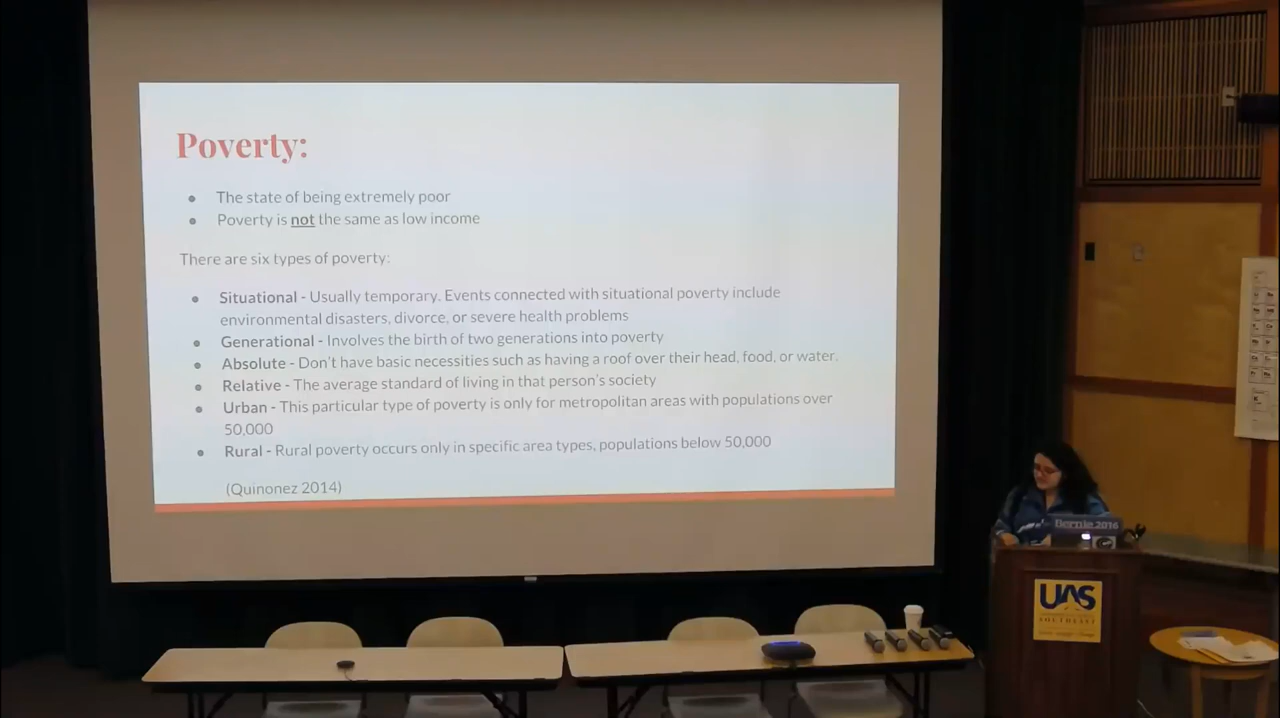 Poverty:
The state of being extremely poor
Poverty is not the same as low income
There are six types of poverty:
Situational - Usually temporary. Events connected with situational poverty include
environmental disasters, divorce, or severe health problems
Generational - Involves the birth of two generations into poverty
Absolute - Don't have basic necessities such as having a roof over their head, food, or water.
Relative - The average standard of living in that person's society
Urban - This particular type of poverty is only for metropolitan areas with populations over
50,000
Rural - Rural poverty occurs only in specific area types, populations below 50,000
(Quinonez 2014)
Bernie 2016
UAS
SOUTHEAST